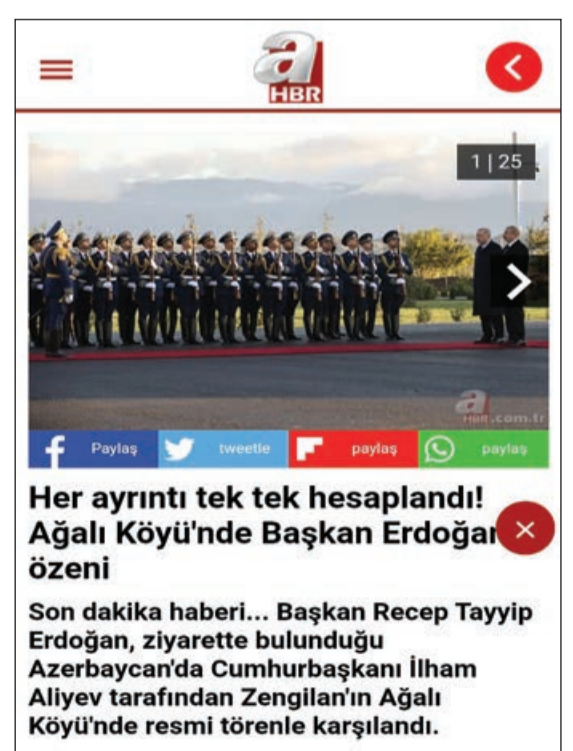 a
HBR
1 | 25
a
HBR.com.tr
Paylaş
tweetle
paylaş
paylaş
Her ayrıntı tek tek hesaplandı!
Ağalı Köyü'nde Başkan Erdoğan
özeni
Son dakika haberi... Başkan Recep Tayyip
Erdoğan, ziyarette bulunduğu
Azerbaycan'da Cumhurbaşkanı İlham
Aliyev tarafından Zengilan'ın Ağalı
Köyü'nde resmi törenle karşılandı.